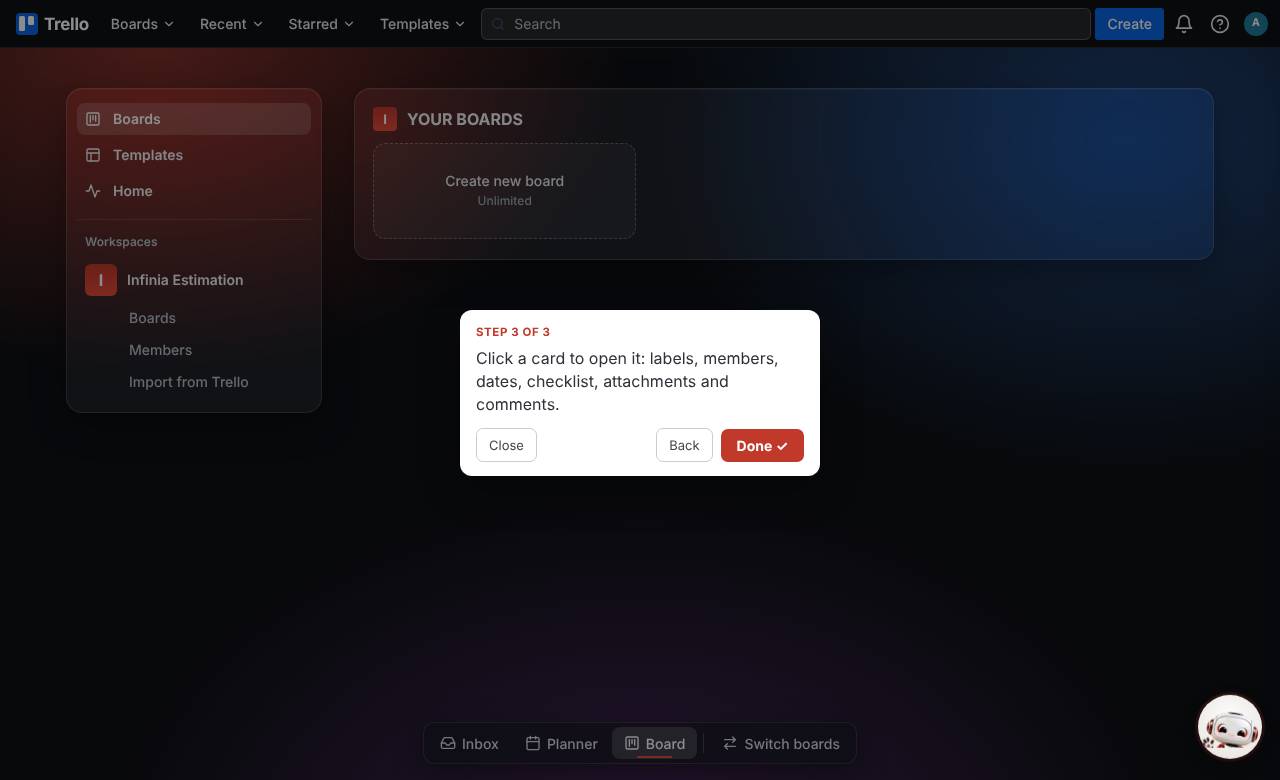 Trello
Boards
Recent
Starred
Templates
Search
Create
A
Boards
Templates
Home
Workspaces
I
Infinia Estimation
Boards
Members
Import from Trello
I
YOUR BOARDS
Create new board
Unlimited
STEP 3 OF 3
Click a card to open it: labels, members,
dates, checklist, attachments and
comments.
Close
Back
Done ✓
Inbox
Planner
Board
Switch boards